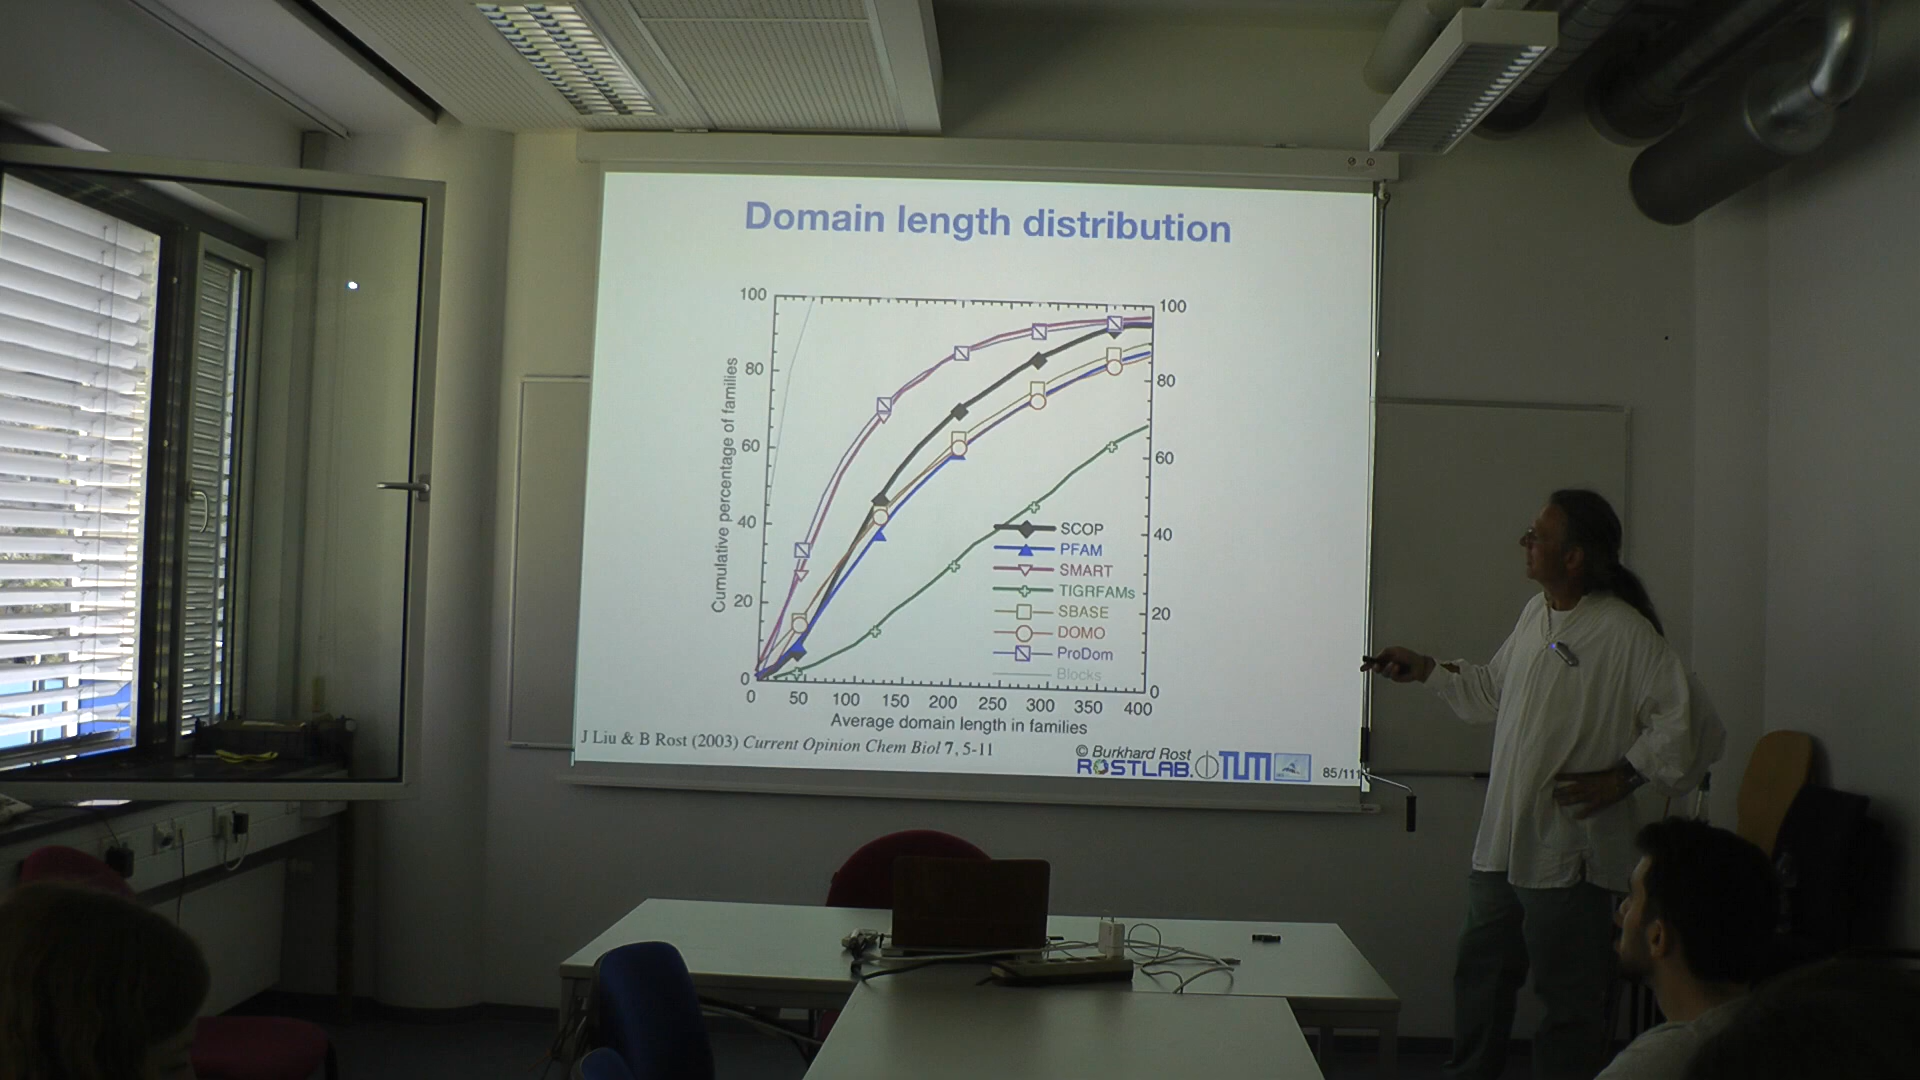 Domain length distribution
100
80
60
40
20
0
Cumulative percentage of families
100
80
60
40
20
0
SCOP
PFAM
SMART
TIGRFAMs
SBASE
DOMO
ProDom
Blocks
0 50 100 150 200 250 300 350 400
Average domain length in families
J Liu & B Rost (2003) Current Opinion Chem Biol 7, 5-11
© Burkhard Rost
ROSTLAB. TUM
85/111